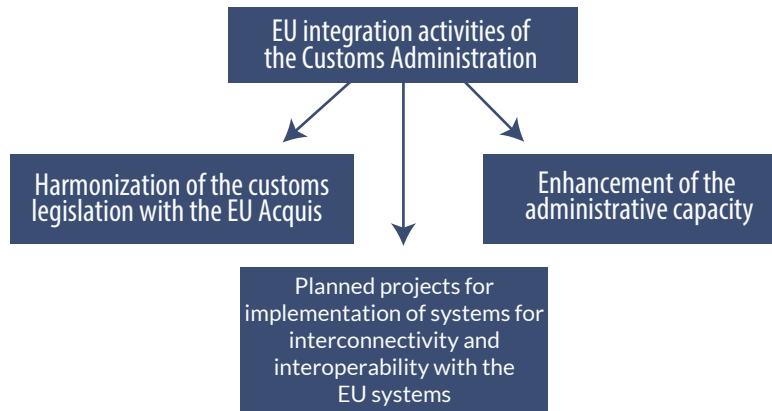 EU integration activities of
the Customs Administration
Harmonization of the customs
legislation with the EU Acquis
Enhancement of the
administrative capacity
Planned projects for
implementation of systems for
interconnectivity and
interoperability with the
EU systems